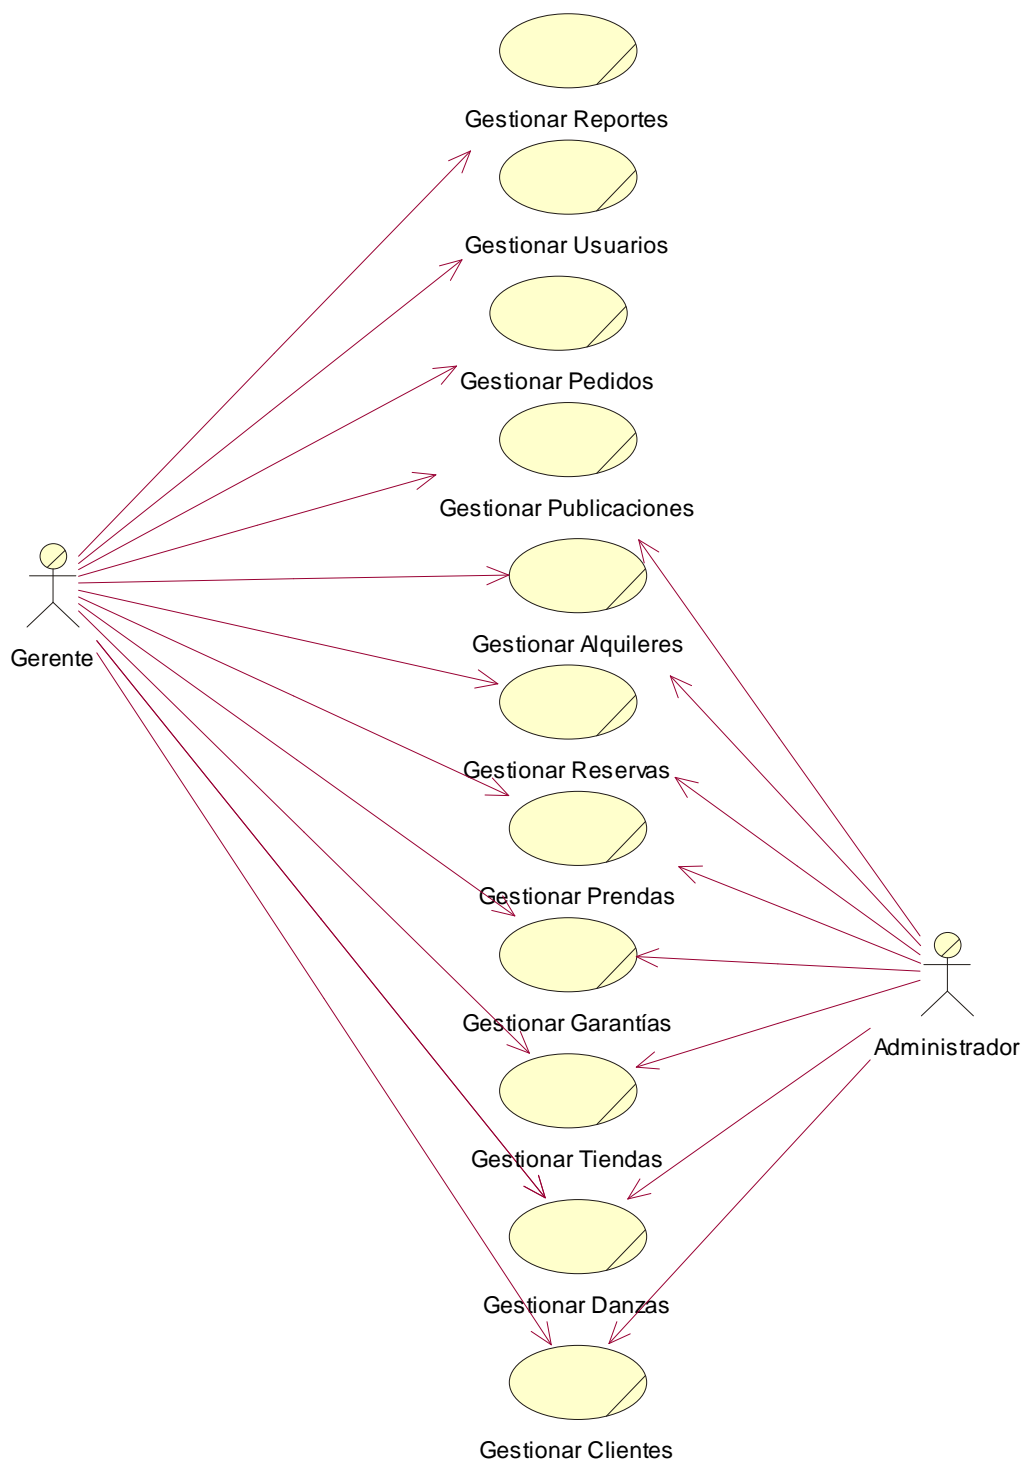 Gestionar Reportes
Gestionar Usuarios
Gestionar Pedidos
Gestionar Publicaciones
Gestionar Alquileres
Gerente
Gestionar Reservas
Gestionar Prendas
Gestionar Garantías
Administrador
Gestionar Tiendas
Gestionar Danzas
Gestionar Clientes